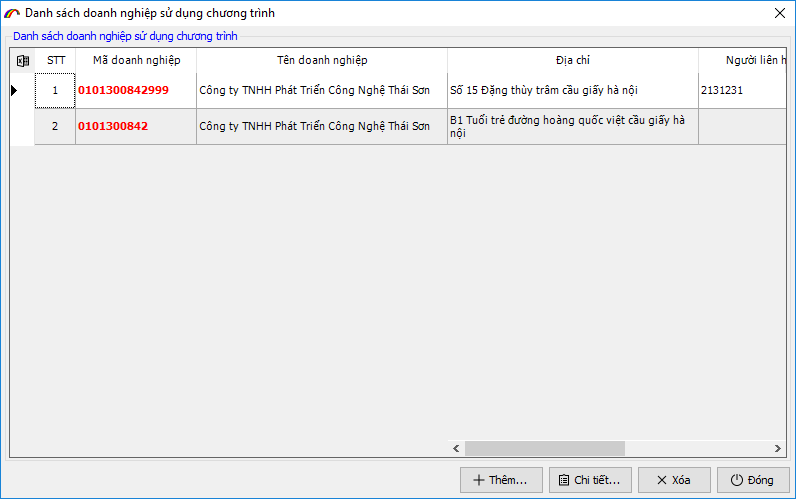 Danh sách doanh nghiệp sử dụng chương trình
Danh sách doanh nghiệp sử dụng chương trình
STT Mã doanh nghiệp Tên doanh nghiệp Địa chỉ Người liên h
1 0101300842999 Công ty TNHH Phát Triển Công Nghệ Thái Sơn Số 15 Đặng thùy trâm cầu giấy hà nội 2131231
2 0101300842 Công ty TNHH Phát Triển Công Nghệ Thái Sơn B1 Tuổi trẻ đường hoàng quốc việt cầu giấy hà
nội
Thêm... Chi tiết... Xóa Đóng